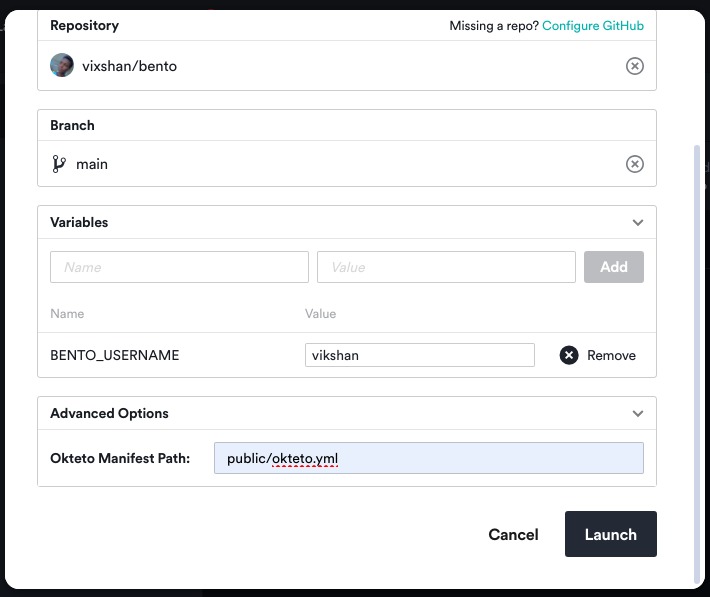 Repository
Missing a repo? Configure GitHub
vixshan/bento
Branch
main
Variables
Name
Value
Add
Name
Value
BENTO_USERNAME
vikshan
Remove
Advanced Options
Okteto Manifest Path:
public/okteto.yml
Cancel
Launch